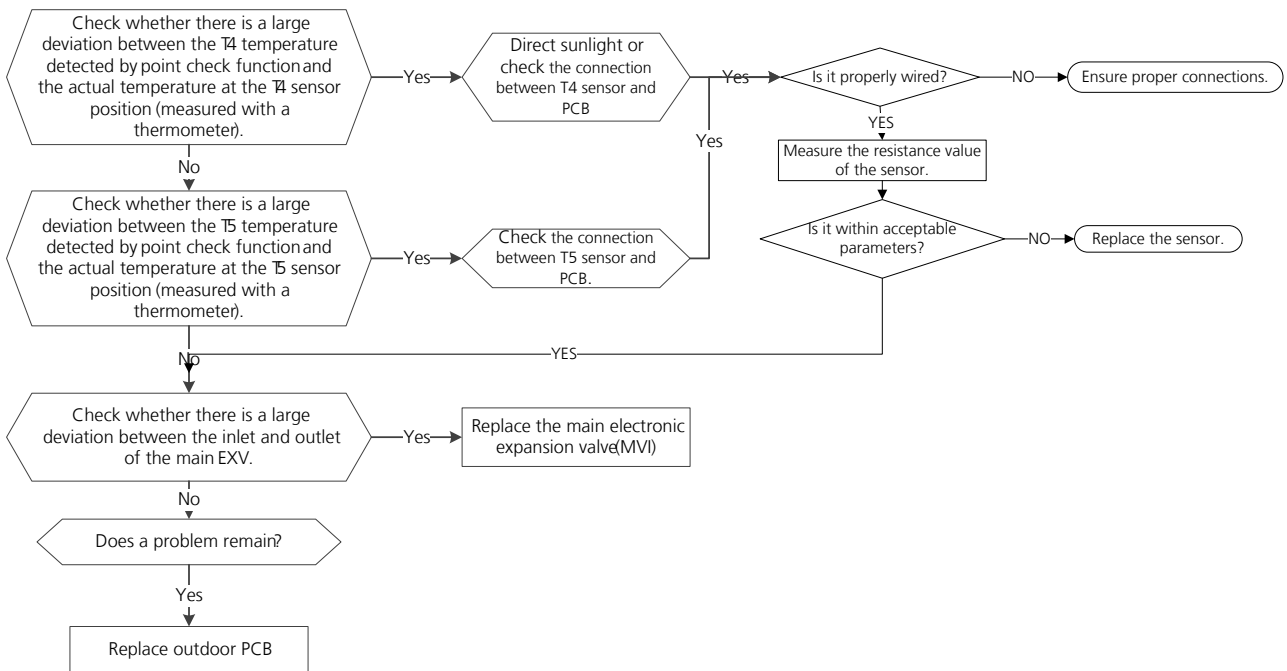 Check whether there is a large
deviation between the T4 temperature
detected by point check function and
the actual temperature at the T4 sensor
position (measured with a
thermometer).
Yes
Direct sunlight or
check the connection
between T4 sensor and
PCB
Yes
Is it properly wired?
NO
Ensure proper connections.
YES
Measure the resistance value
of the sensor.
Is it within acceptable
parameters?
NO
Replace the sensor.
YES
No
Check whether there is a large
deviation between the T5 temperature
detected by point check function and
the actual temperature at the T5 sensor
position (measured with a
thermometer).
Yes
Check the connection
between T5 sensor and
PCB.
Yes
No
Check whether there is a large
deviation between the inlet and outlet
of the main EXV.
Yes
Replace the main electronic
expansion valve(MVI)
No
Does a problem remain?
Yes
Replace outdoor PCB